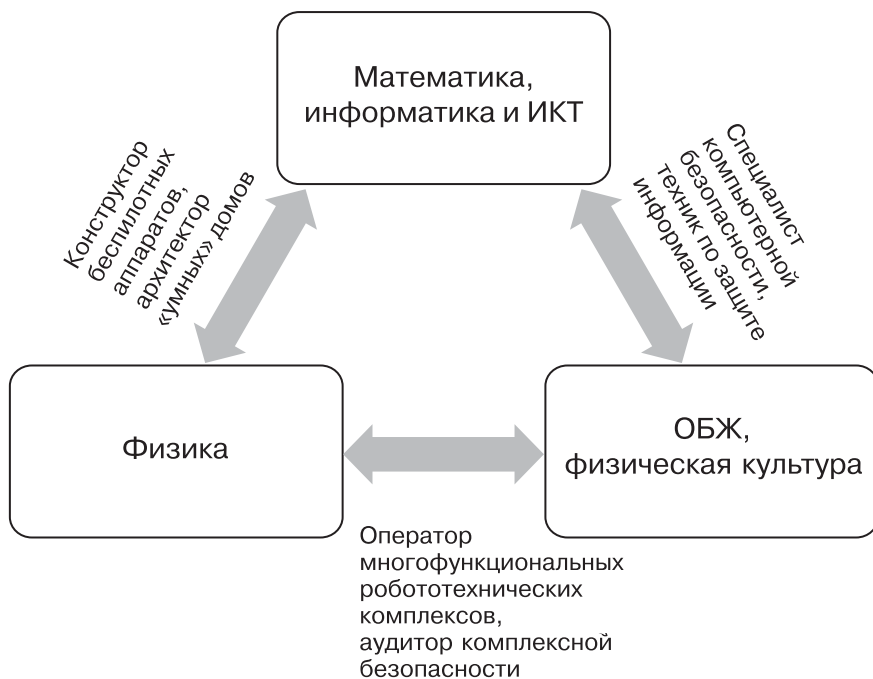 Математика,
информатика и ИКТ
Конструктор
беспилотных
аппаратов,
архитектор
«умных» домов
Специалист
компьютерной
безопасности,
техник по защите
информации
Физика
ОБЖ,
физическая культура
Оператор
многофункциональных
робототехнических
комплексов,
аудитор комплексной
безопасности